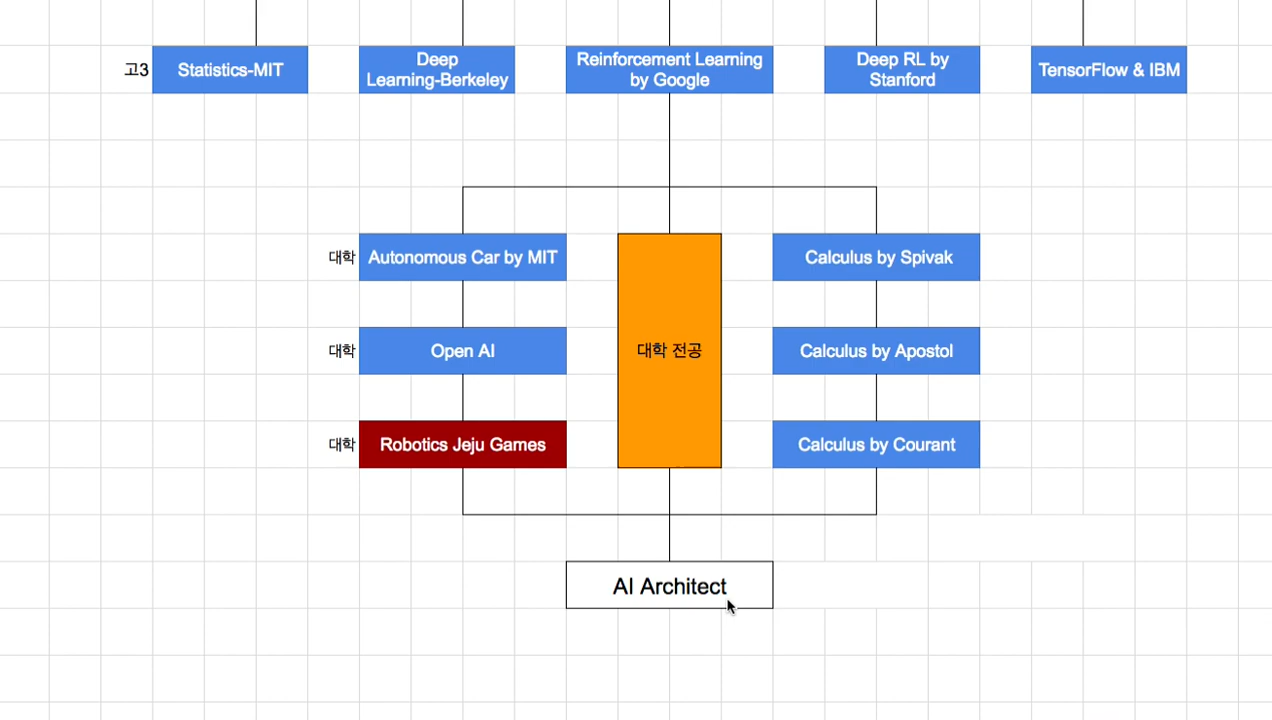 고3
Statistics-MIT
Deep
Learning-Berkeley
Reinforcement Learning
by Google
Deep RL by
Stanford
TensorFlow & IBM
대학
Autonomous Car by MIT
Calculus by Spivak
대학
Open AI
대학 전공
Calculus by Apostol
대학
Robotics Jeju Games
Calculus by Courant
AI Architect